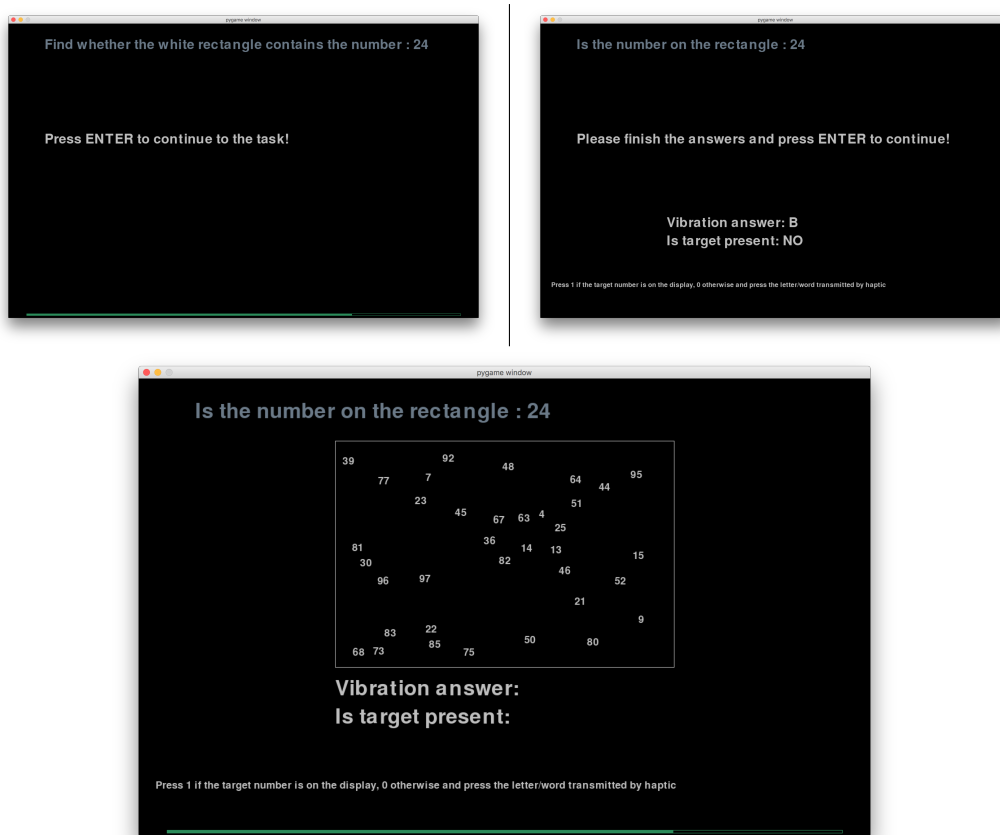 pygame window
Find whether the white rectangle contains the number : 24
Press ENTER to continue to the task!
pygame window
Is the number on the rectangle : 24
Please finish the answers and press ENTER to continue!
Vibration answer: B
Is target present: NO
Press 1 if the target number is on the display, 0 otherwise and press the letter/word transmitted by haptic
pygame window
Is the number on the rectangle : 24
92
39
48
95
7
64
77
44
23
51
45
4
63
67
25
36
81
14
13
15
82
30
46
97
96
52
21
9
22
83
50
80
85
73
68
75
Vibration answer:
Is target present:
Press 1 if the target number is on the display, 0 otherwise and press the letter/word transmitted by haptic